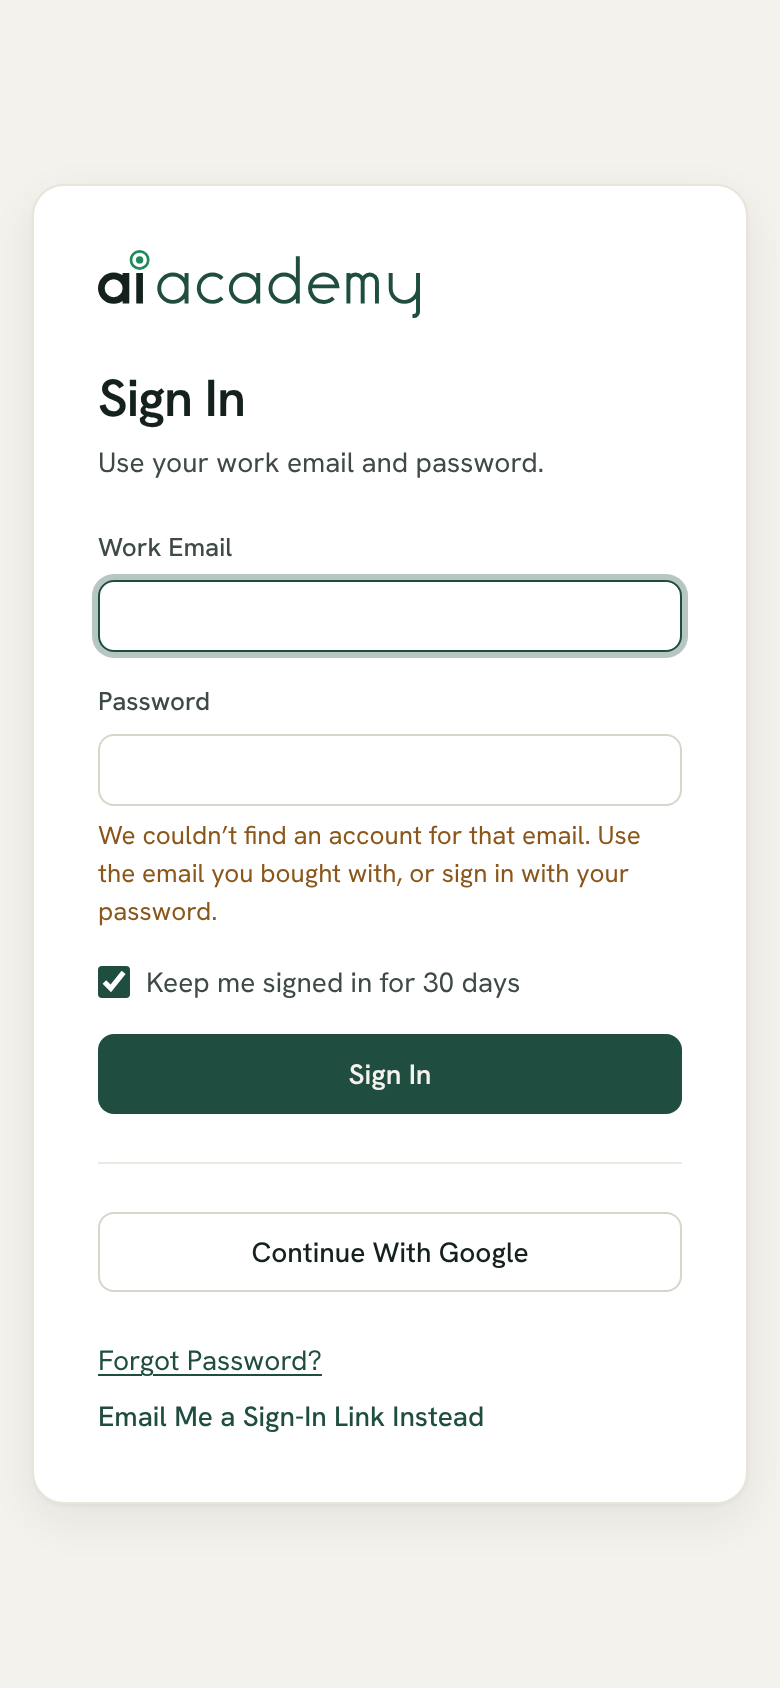 ai academy
Sign In
Use your work email and password.
Work Email
Password
We couldn’t find an account for that email. Use
the email you bought with, or sign in with your
password.
Keep me signed in for 30 days
Sign In
Continue With Google
Forgot Password?
Email Me a Sign-In Link Instead